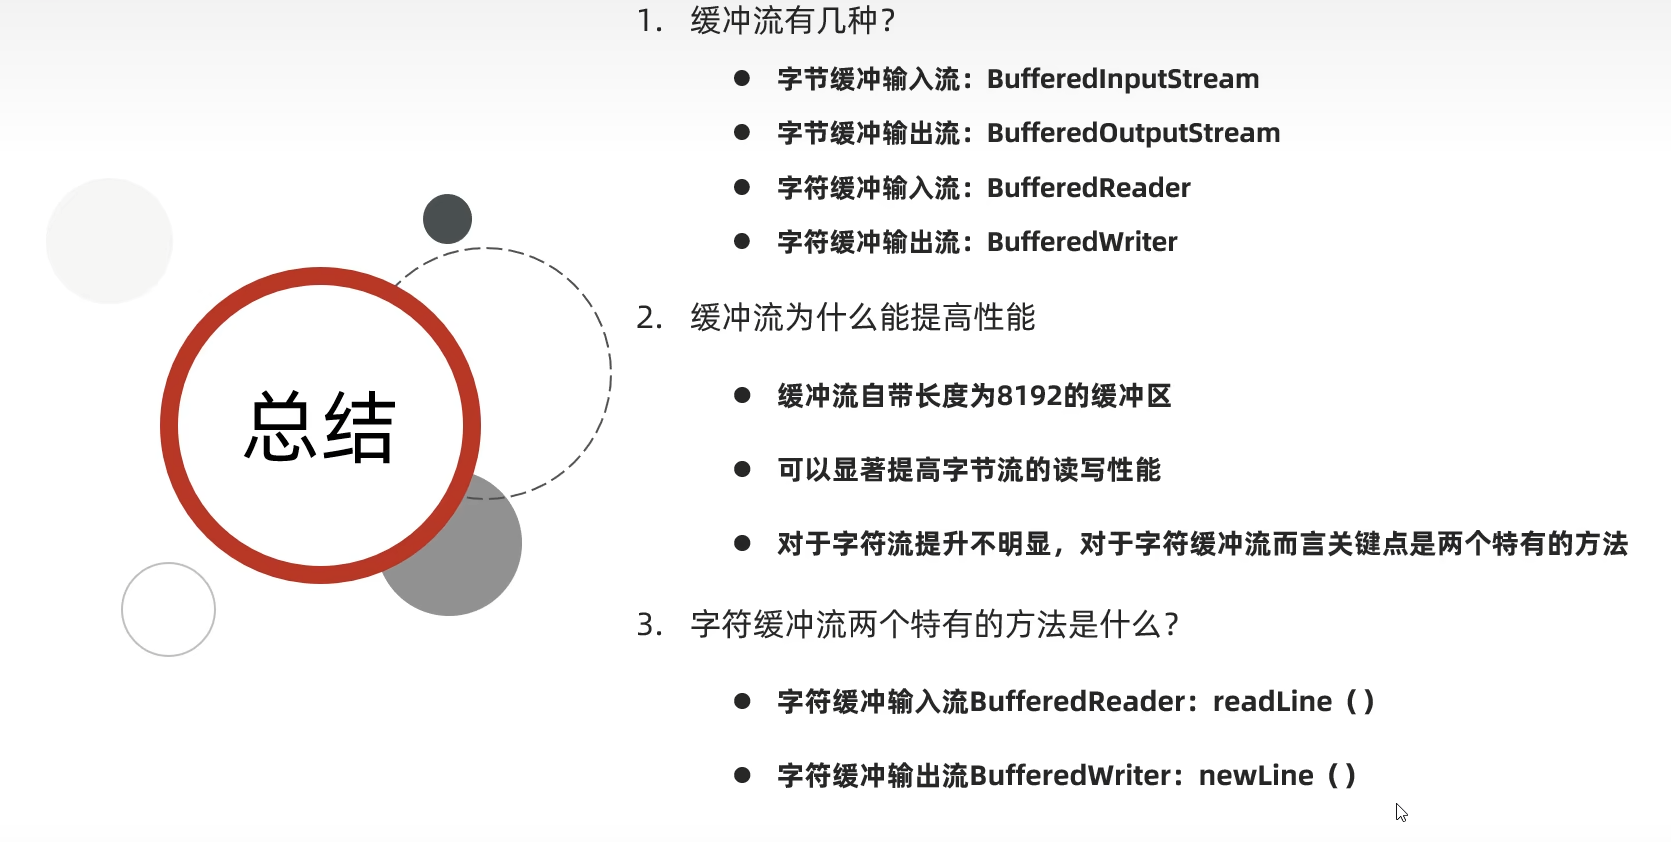 总结
1. 缓冲流有几种？
● 字节缓冲输入流：BufferedInputStream
● 字节缓冲输出流：BufferedOutputStream
● 字符缓冲输入流：BufferedReader
● 字符缓冲输出流：BufferedWriter
2. 缓冲流为什么能提高性能
● 缓冲流自带长度为8192的缓冲区
● 可以显著提高字节流的读写性能
● 对于字符流提升不明显，对于字符缓冲流而言关键点是两个特有的方法
3. 字符缓冲流两个特有的方法是什么？
● 字符缓冲输入流BufferedReader：readLine（）
● 字符缓冲输出流BufferedWriter：newLine（）